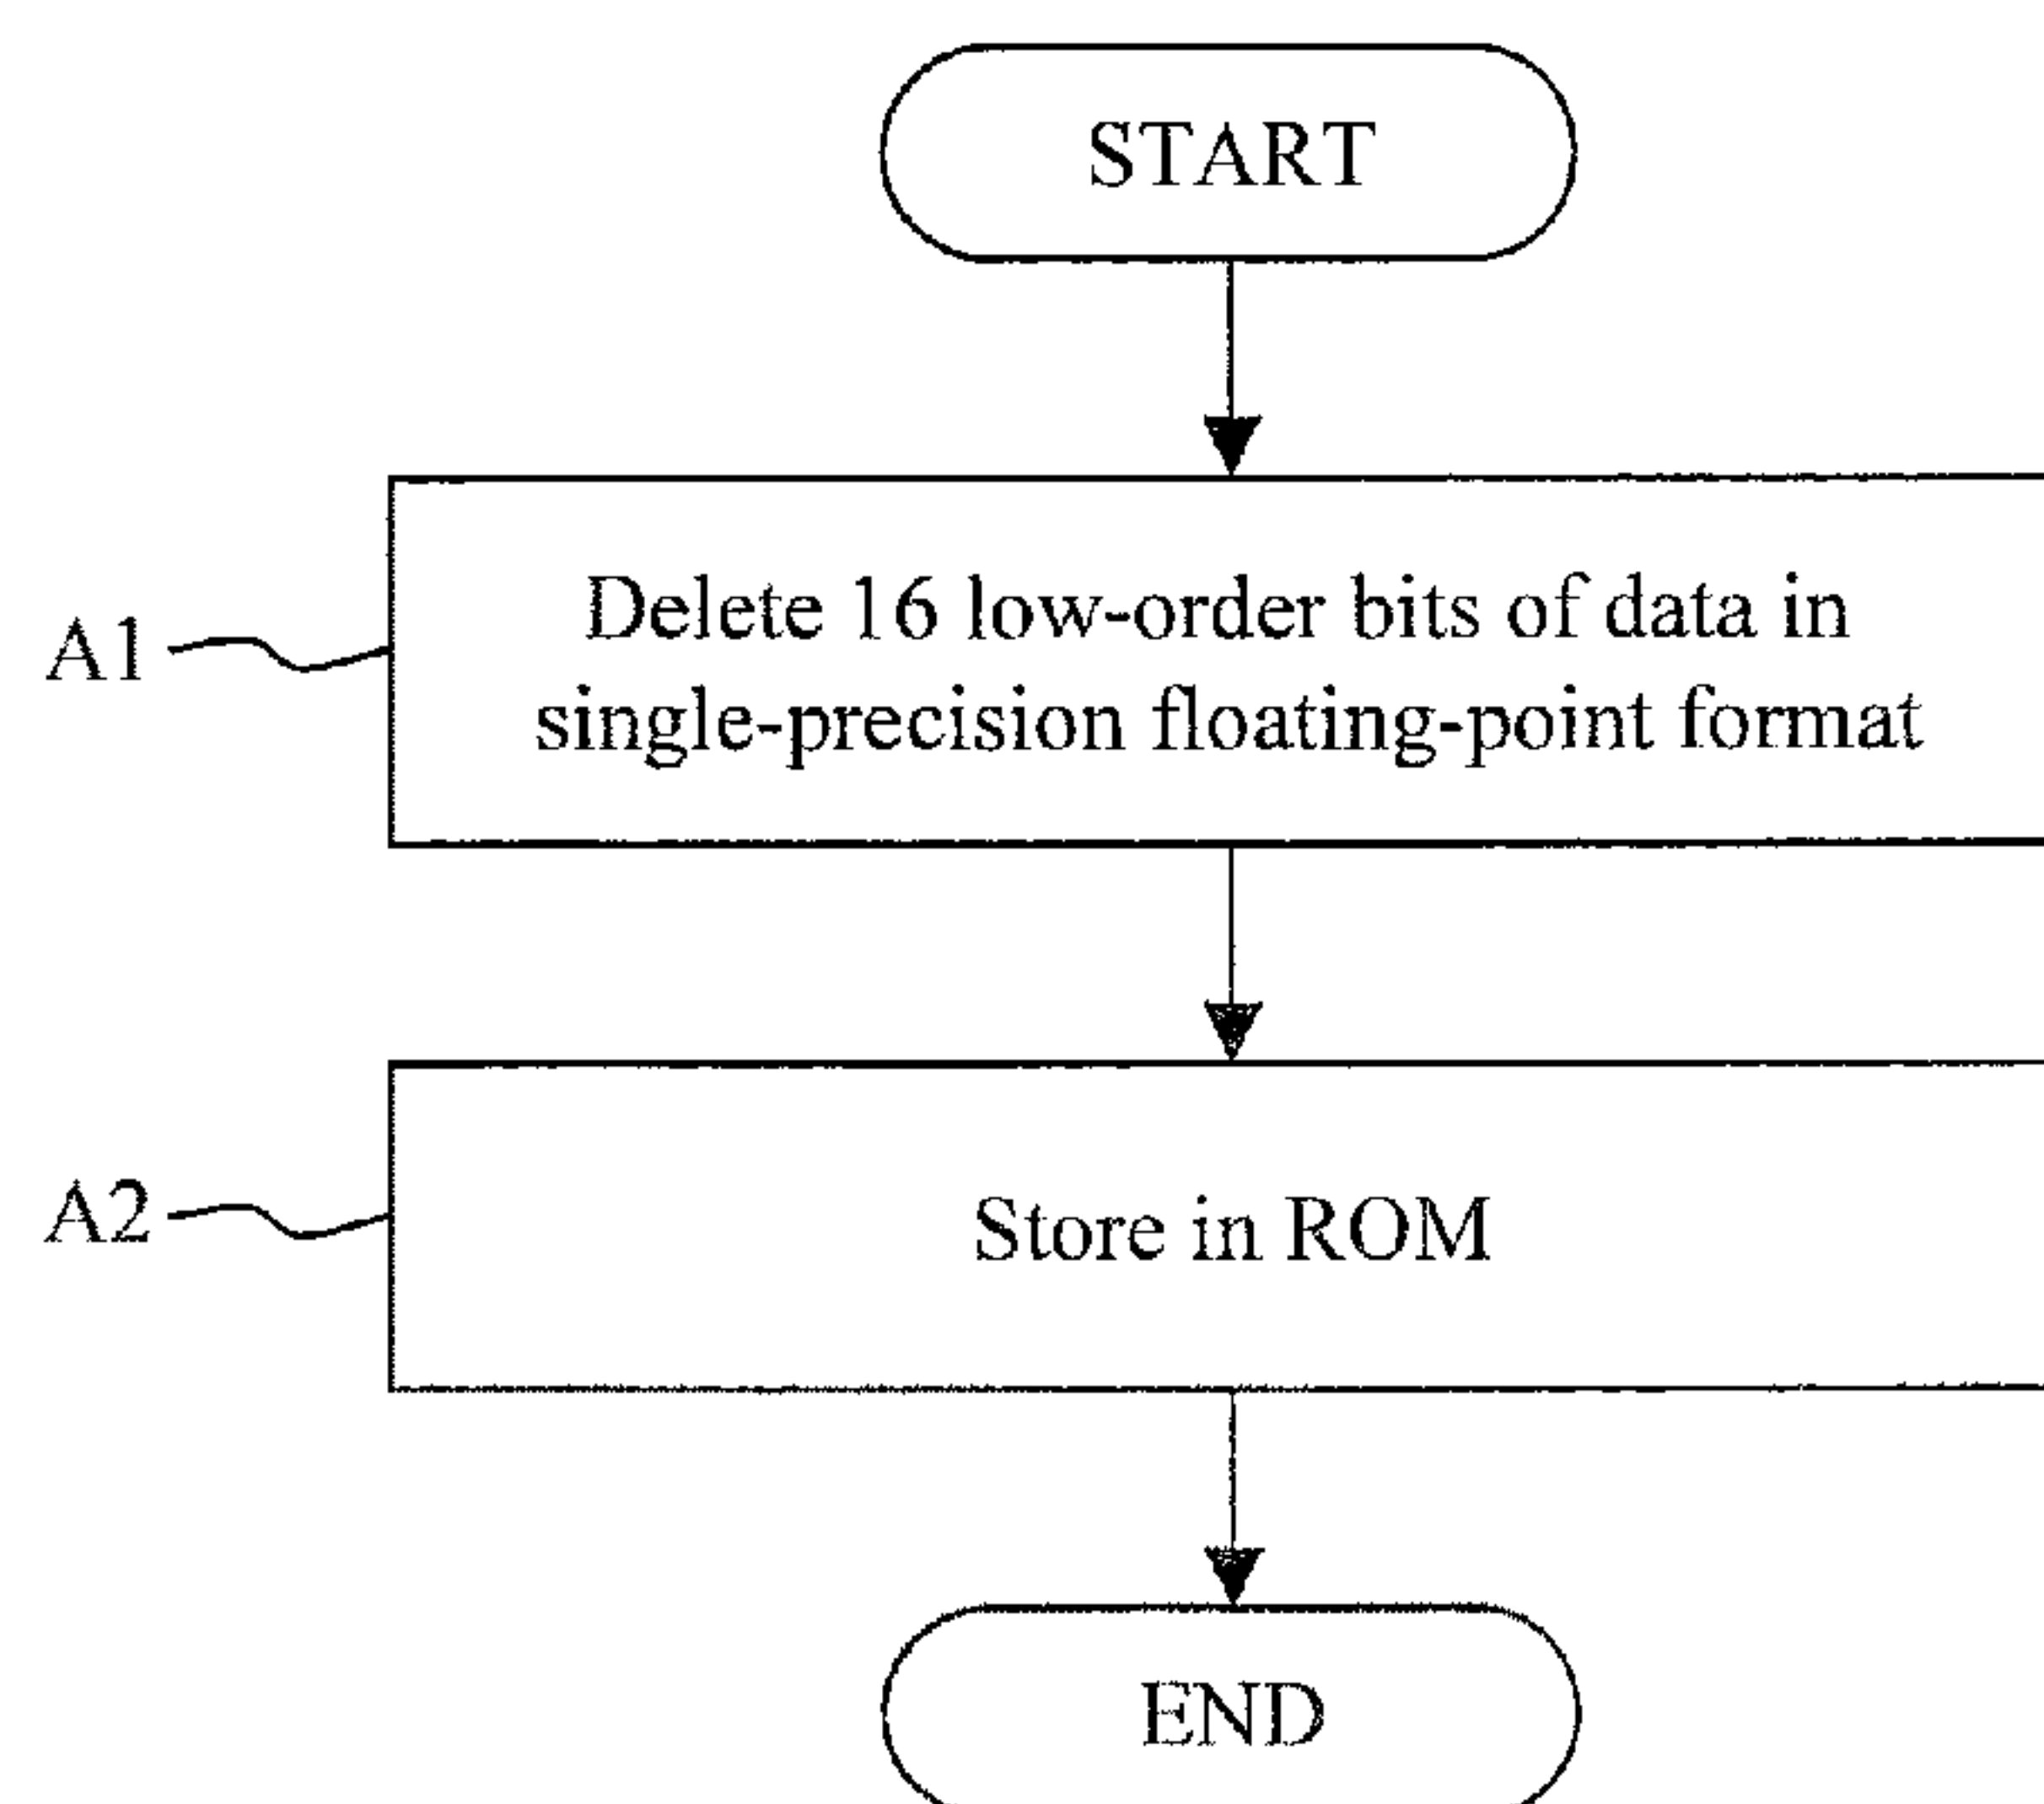 START
A1
Delete 16 low-order bits of data in
single-precision floating-point format
A2
Store in ROM
END